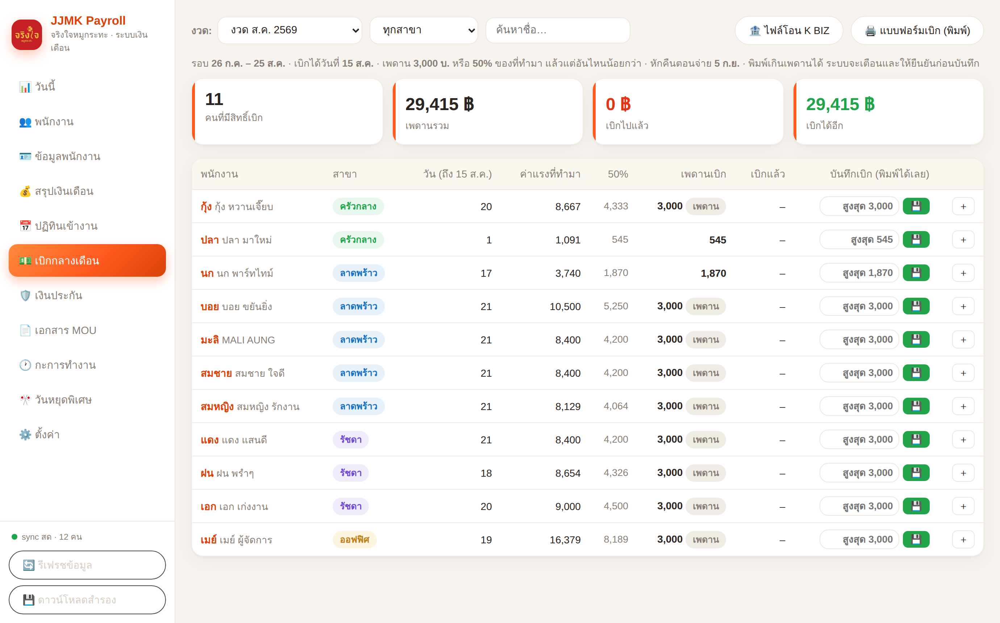 จริงใจ
หมูกระทะ
JJMK Payroll
จริงใจหมูกระทะ · ระบบเงิน
เดือน
วันนี้
พนักงาน
ข้อมูลพนักงาน
สรุปเงินเดือน
ปฏิทินเข้างาน
เบิกกลางเดือน
เงินประกัน
เอกสาร MOU
กะการทำงาน
วันหยุดพิเศษ
ตั้งค่า
sync สด · 12 คน
รีเฟรชข้อมูล
ดาวน์โหลดสำรอง
งวด: งวด ส.ค. 2569 ทุกสาขา ค้นหาชื่อ… ไฟล์โอน K BIZ แบบฟอร์มเบิก (พิมพ์)
รอบ 26 ก.ค. – 25 ส.ค. · เบิกได้วันที่ 15 ส.ค. · เพดาน 3,000 บ. หรือ 50% ของที่ทำมา แล้วแต่อันไหนน้อยกว่า · หักคืนตอนจ่าย 5 ก.ย. · พิมพ์เกินเพดานได้ ระบบจะเตือนและให้ยืนยันก่อนบันทึก
11
คนที่มีสิทธิ์เบิก
29,415 ฿
เพดานรวม
0 ฿
เบิกไปแล้ว
29,415 ฿
เบิกได้อีก
พนักงาน สาขา วัน (ถึง 15 ส.ค.) ค่าแรงที่ทำมา 50% เพดานเบิก เบิกแล้ว บันทึกเบิก (พิมพ์ได้เลย)
กุ้ง กุ้ง หวานเจี๊ยบ ครัวกลาง 20 8,667 4,333 3,000 เพดาน – สูงสุด 3,000 +
ปลา ปลา มาใหม่ ครัวกลาง 1 1,091 545 545 – สูงสุด 545 +
นก นก พาร์ทไทม์ ลาดพร้าว 17 3,740 1,870 1,870 – สูงสุด 1,870 +
บอย บอย ขยันยิ่ง ลาดพร้าว 21 10,500 5,250 3,000 เพดาน – สูงสุด 3,000 +
มะลิ MALI AUNG ลาดพร้าว 21 8,400 4,200 3,000 เพดาน – สูงสุด 3,000 +
สมชาย สมชาย ใจดี ลาดพร้าว 21 8,400 4,200 3,000 เพดาน – สูงสุด 3,000 +
สมหญิง สมหญิง รักงาน ลาดพร้าว 21 8,129 4,064 3,000 เพดาน – สูงสุด 3,000 +
แดง แดง แสนดี รัชดา 21 8,400 4,200 3,000 เพดาน – สูงสุด 3,000 +
ฝน ฝน พรำๆ รัชดา 18 8,654 4,326 3,000 เพดาน – สูงสุด 3,000 +
เอก เอก เก่งงาน รัชดา 20 9,000 4,500 3,000 เพดาน – สูงสุด 3,000 +
เมย์ เมย์ ผู้จัดการ ออฟฟิศ 19 16,379 8,189 3,000 เพดาน – สูงสุด 3,000 +